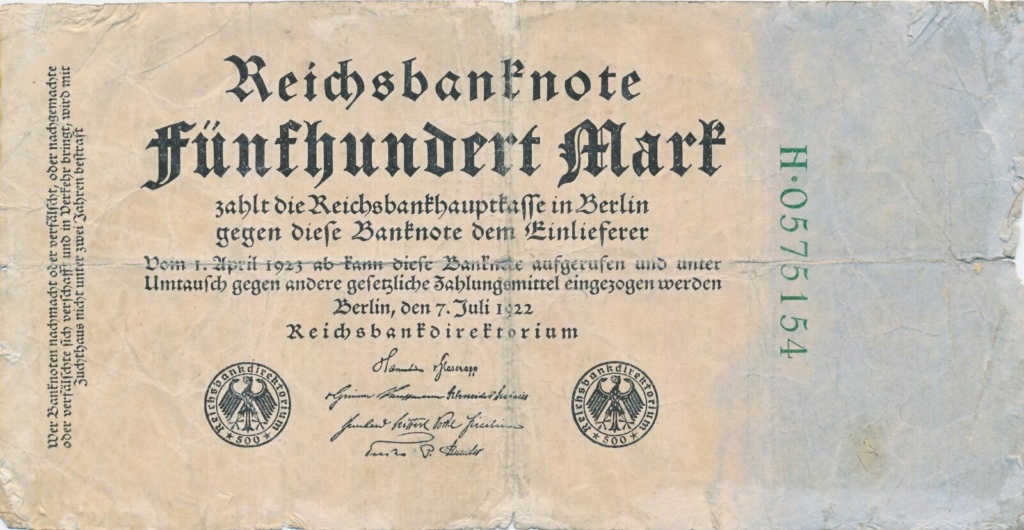 Reichsbanknote
Fünfhundert Mark
zahlt die Reichsbankhauptkasse in Berlin
gegen diese Banknote dem Einlieferer
Vom 1. April 1923 ab kann diese Banknote aufgerufen und unter
Umtausch gegen andere gesetzliche Zahlungsmittel eingezogen werden
Berlin, den 7. Juli 1922
Reichsbankdirektorium
Reichsbankdirektorium
500
Reichsbankdirektorium
500
Wer Banknoten nachmacht oder verfälscht, oder nachgemachte
oder verfälschte sich verschafft und in Verkehr bringt, wird mit
Zuchthaus nicht unter zwei Jahren bestraft
H·0575154